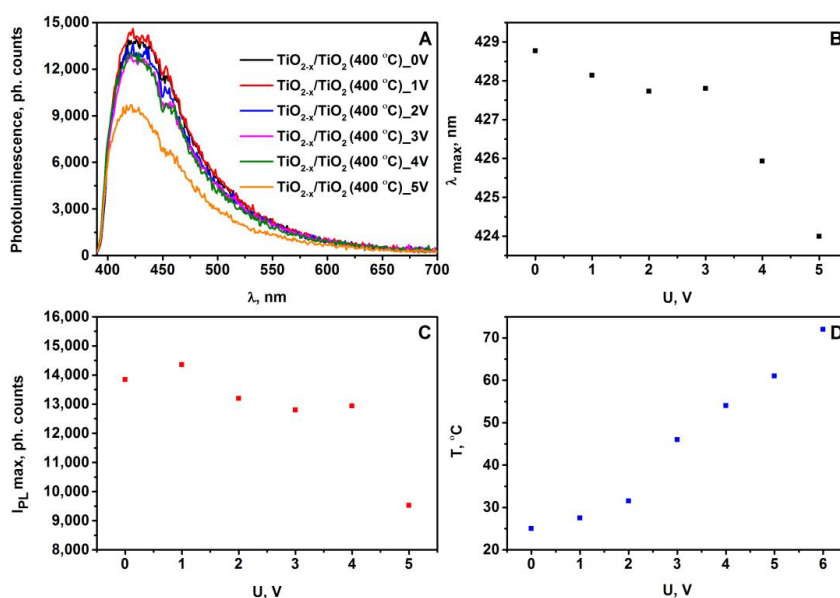 A
Photoluminescence, ph. counts
15,000
12,000
9,000
6,000
3,000
0
400 450 500 550 600 650 700
λ, nm
TiO2-x/TiO2 (400 °C)_0V
TiO2-x/TiO2 (400 °C)_1V
TiO2-x/TiO2 (400 °C)_2V
TiO2-x/TiO2 (400 °C)_3V
TiO2-x/TiO2 (400 °C)_4V
TiO2-x/TiO2 (400 °C)_5V
B
λ max, nm
429
428
427
426
425
424
0 1 2 3 4 5
U, V
C
IPL max, ph. counts
16,000
15,000
14,000
13,000
12,000
11,000
10,000
9,000
8,000
0 1 2 3 4 5
U, V
D
T, °C
70
60
50
40
30
20
0 1 2 3 4 5 6
U, V